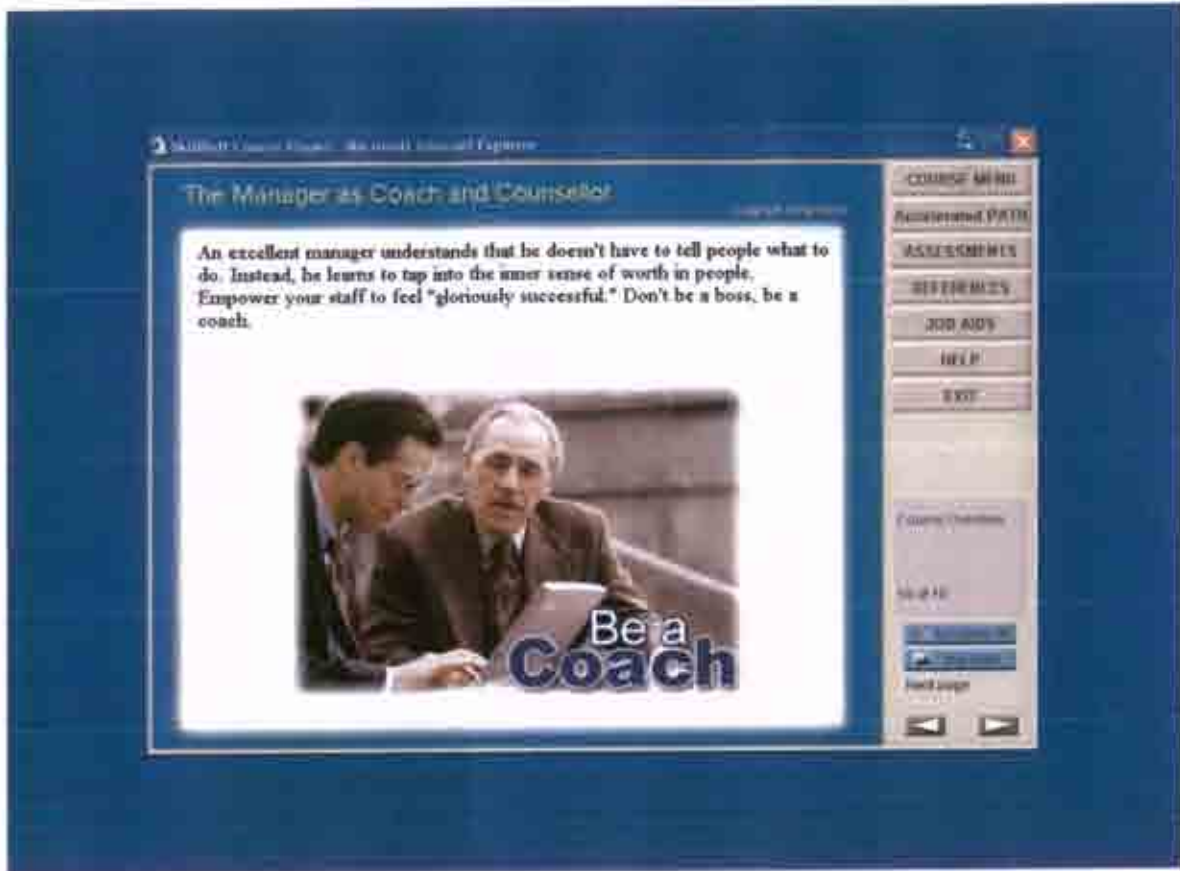 The Manager as Coach and Counsellor
An excellent manager understands that he doesn't have to tell people what to
do. Instead, he learns to tap into the inner sense of worth in people.
Empower your staff to feel "gloriously successful." Don't be a boss, be a
coach.
Be a
Coach
COURSE MENU
Accelerated PATH
ASSESSMENTS
REFERENCES
JOB AIDS
HELP
EXIT
Course Overview
next page